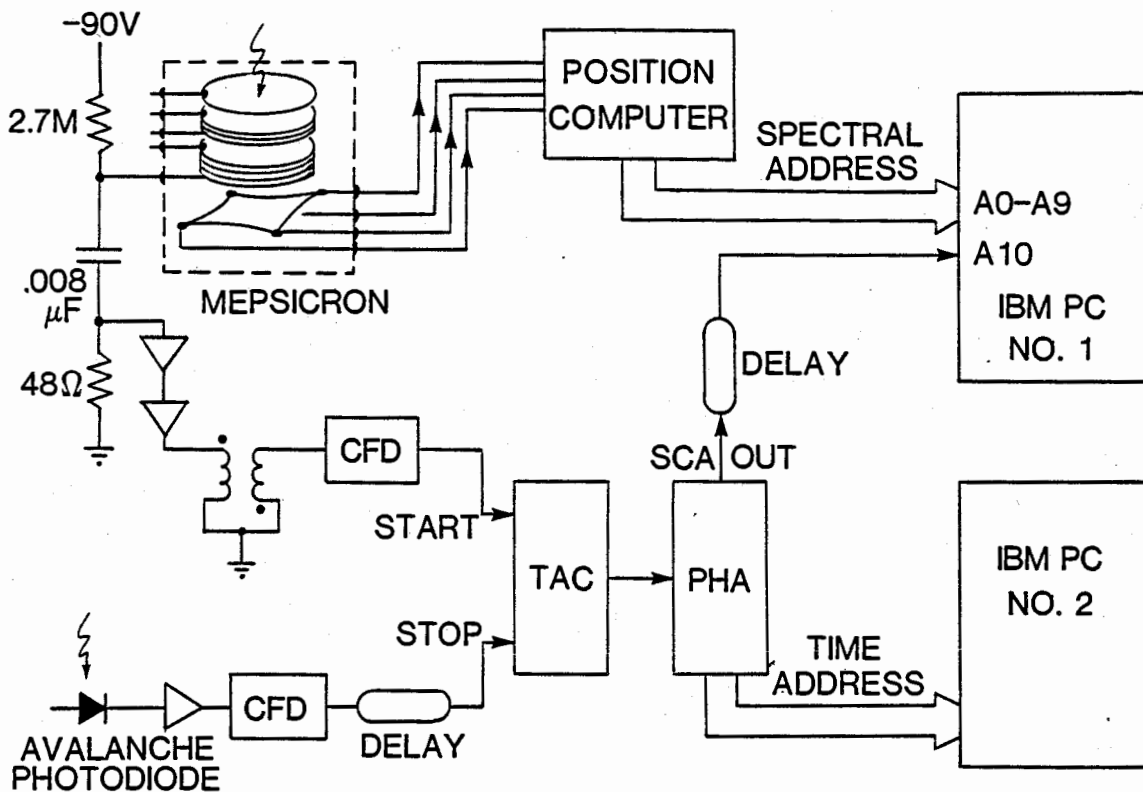 -90V
2.7M
.008
μF
48Ω
MEPSICRON
POSITION
COMPUTER
SPECTRAL
ADDRESS
A0-A9
A10
IBM PC
NO. 1
DELAY
SCA OUT
CFD
START
TAC
PHA
STOP
IBM PC
NO. 2
TIME
ADDRESS
CFD
DELAY
AVALANCHE
PHOTODIODE